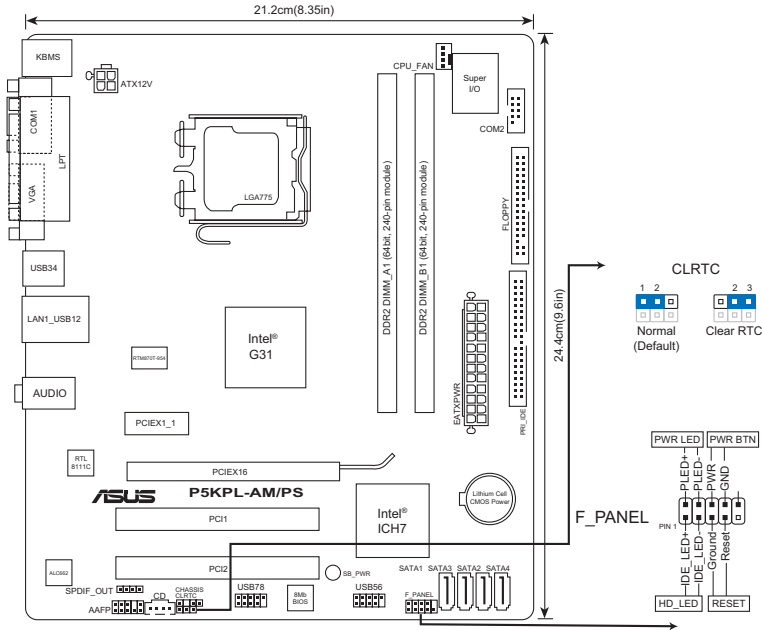 21.2cm(8.35in)
KBMS
ATX12V
CPU_FAN
Super
I/O
COM2
COM1
LPT
VGA
LGA775
DDR2 DIMM_A1 (64bit, 240-pin module)
DDR2 DIMM_B1 (64bit, 240-pin module)
FLOPPY
24.4cm(9.6in)
USB34
LAN1_USB12
Intel®
G31
RTM870T-954
EATXPWR
PRI_IDE
AUDIO
PCIEX1_1
RTL
8111C
PCIEX16
ASUS
P5KPL-AM/PS
Lithium Cell
CMOS Power
PCI1
Intel®
ICH7
PCI2
ALC662
SB_PWR
SATA1 SATA3 SATA2 SATA4
SPDIF_OUT
AAFP
CD
CHASSIS
CLRTC
USB78
8Mb
BIOS
USB56
F_PANEL
CLRTC
1 2
2 3
Normal
(Default)
Clear RTC
PWR LED
PWR BTN
PLED+
PLED-
PWR
GND
F_PANEL
PIN 1
IDE_LED+
IDE_LED-
Ground
Reset
HD_LED
RESET